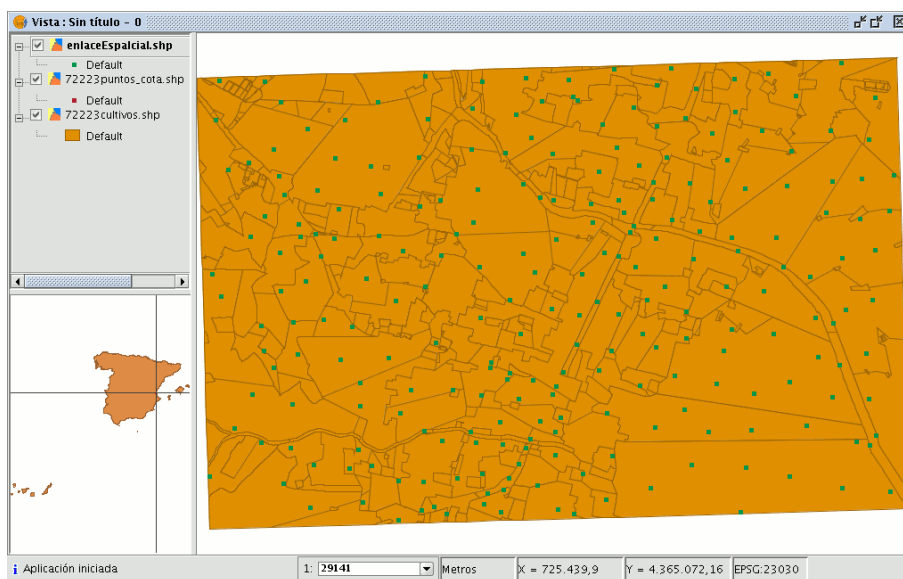 Vista : Sin título - 0
enlaceEspalcial.shp
Default
72223puntos_cota.shp
Default
72223cultivos.shp
Default
Aplicación iniciada
1: 29141
Metros
X = 725.439,9
Y = 4.365.072,16
EPSG:23030